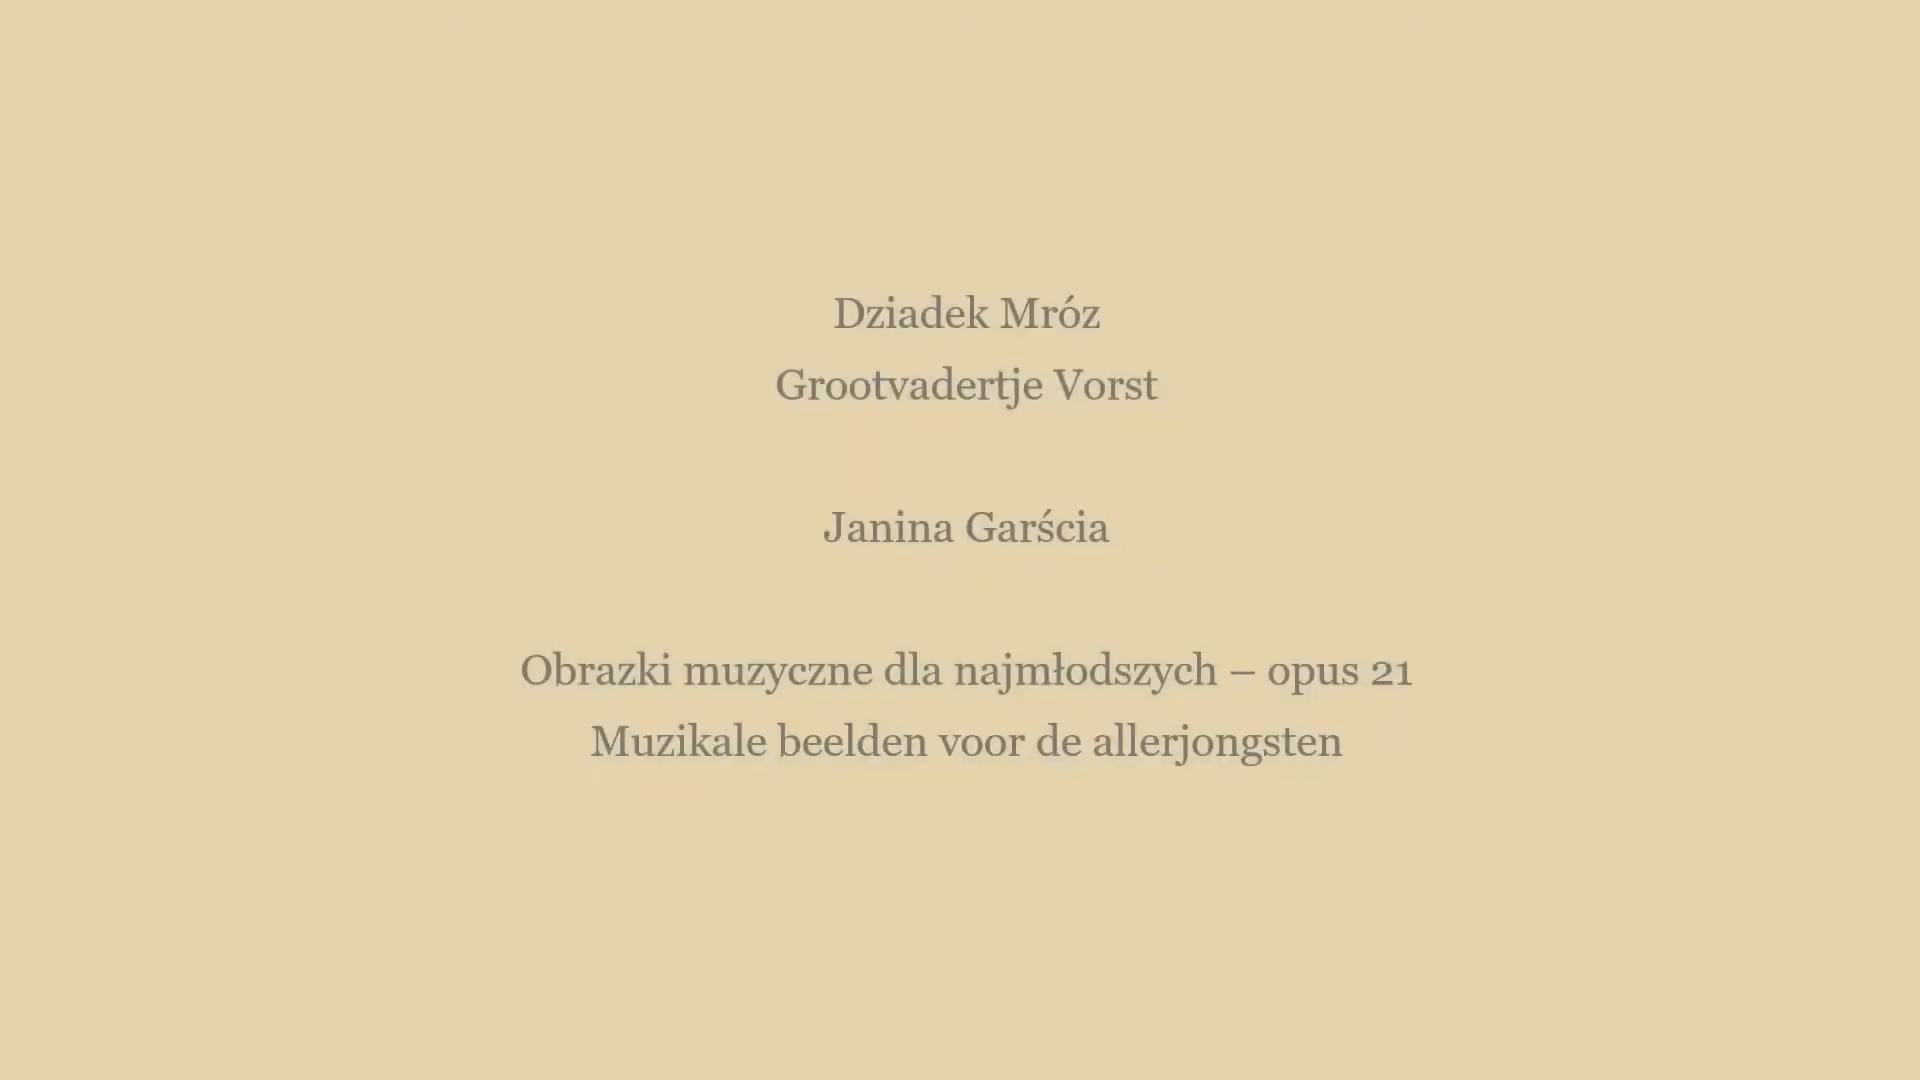 Dziadek Mróz
Grootvadertje Vorst
Janina Garścia
Obrazki muzyczne dla najmłodszych – opus 21
Muzikale beelden voor de allerjongsten